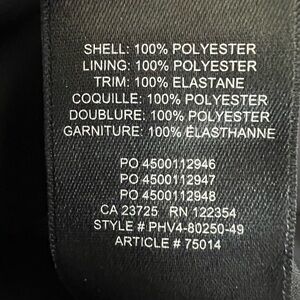 SHELL: 100% POLYESTER
LINING: 100% POLYESTER
TRIM: 100% ELASTANE
COQUILLE: 100% POLYESTER
DOUBLURE: 100% POLYESTER
GARNITURE: 100% ÉLASTHANNE
PO 4500112946
PO 4500112947
PO 4500112948
CA 23725 RN 122354
STYLE # PHV4-80250-49
ARTICLE # 75014